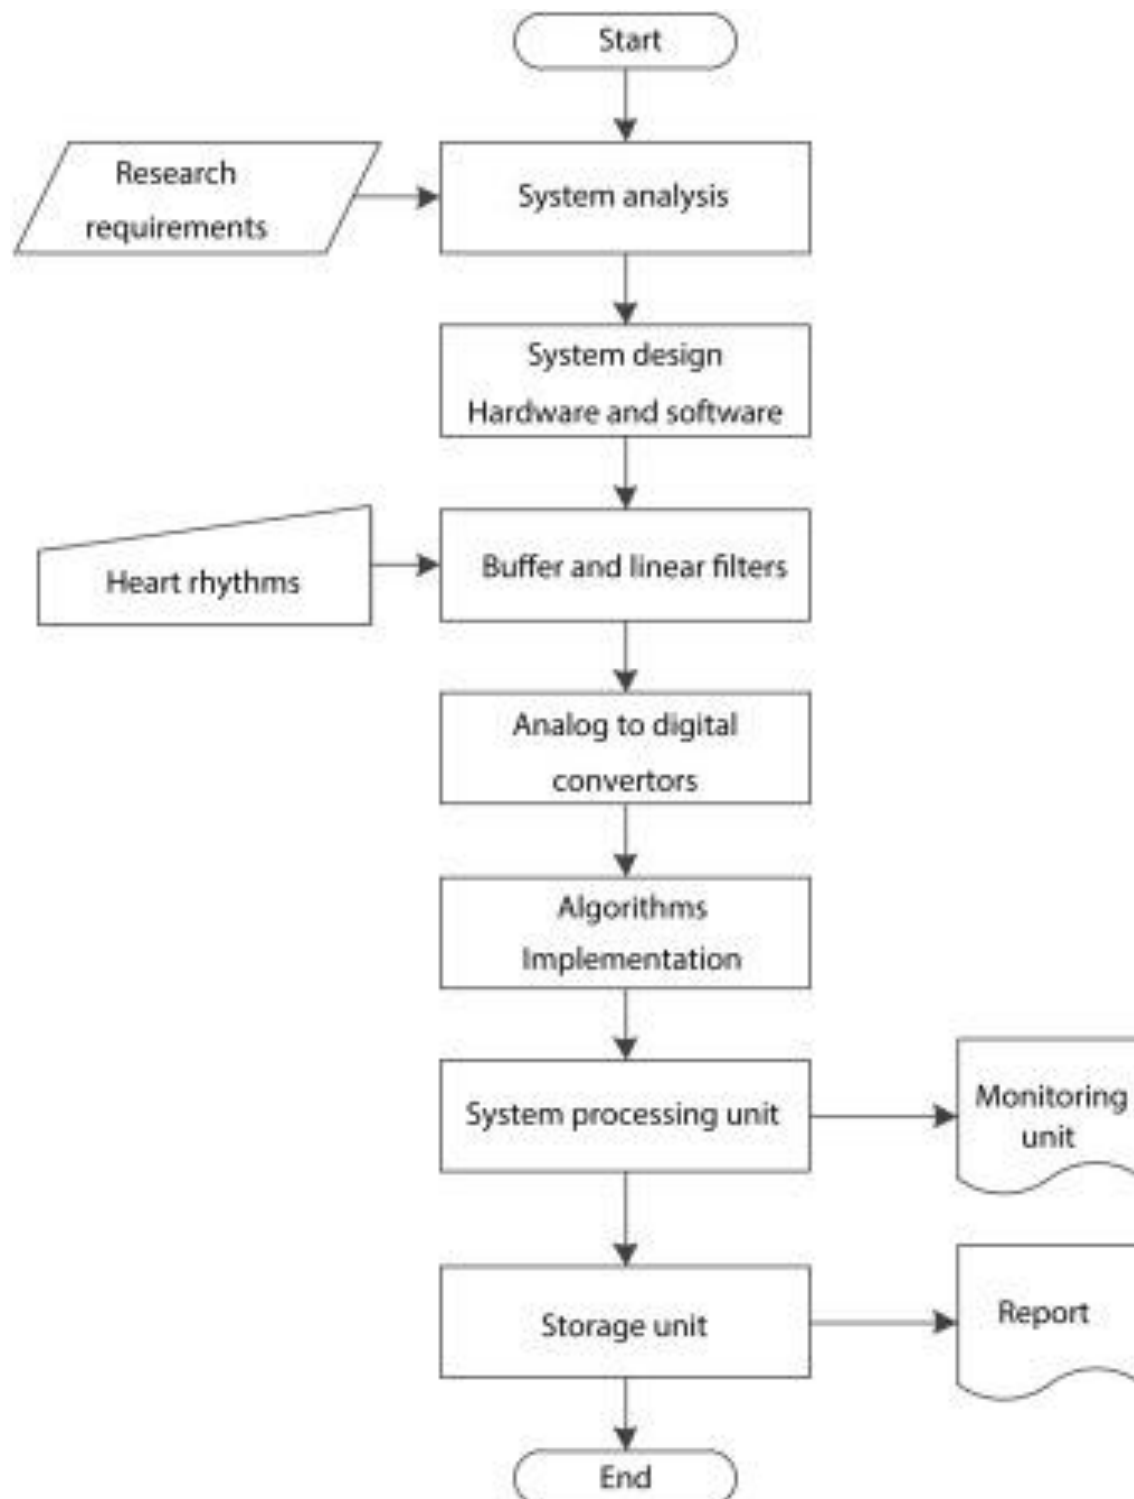 Start
Research
requirements
System analysis
System design
Hardware and software
Heart rhythms
Buffer and linear filters
Analog to digital
convertors
Algorithms
Implementation
System processing unit
Monitoring
unit
Storage unit
Report
End